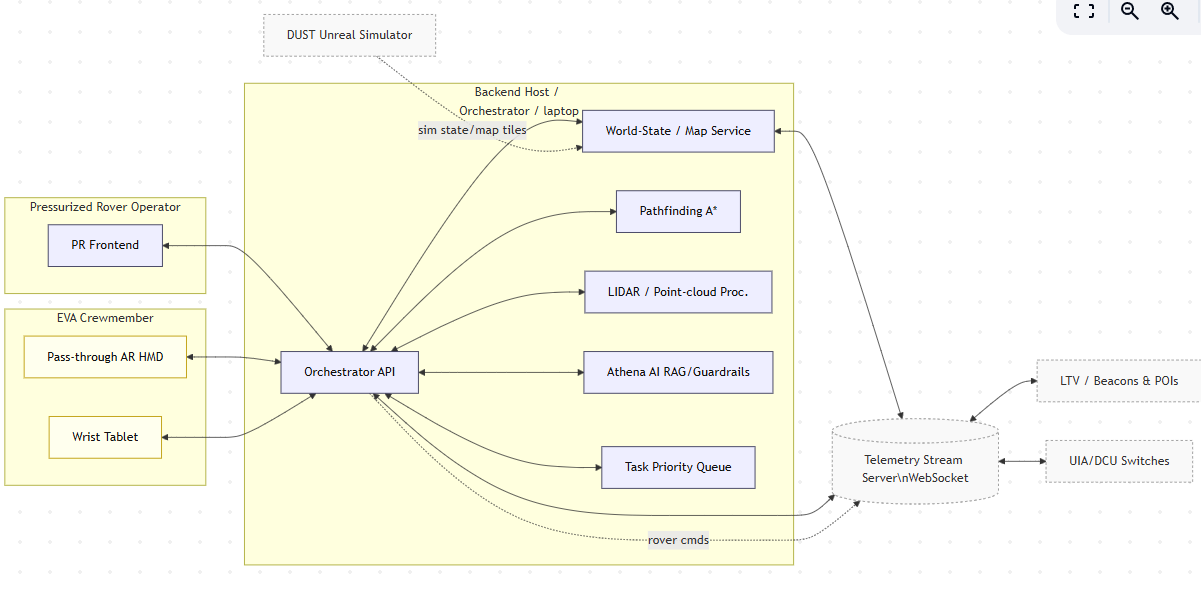 DUST Unreal Simulator
Backend Host /
Orchestrator / laptop
sim state/map tiles
World-State / Map Service
Pressurized Rover Operator
PR Frontend
Pathfinding A*
LIDAR / Point-cloud Proc.
EVA Crewmember
Pass-through AR HMD
Orchestrator API
Athena AI RAG/Guardrails
LTV / Beacons & POIs
Wrist Tablet
Task Priority Queue
Telemetry Stream
Server\nWebSocket
UIA/DCU Switches
rover cmds